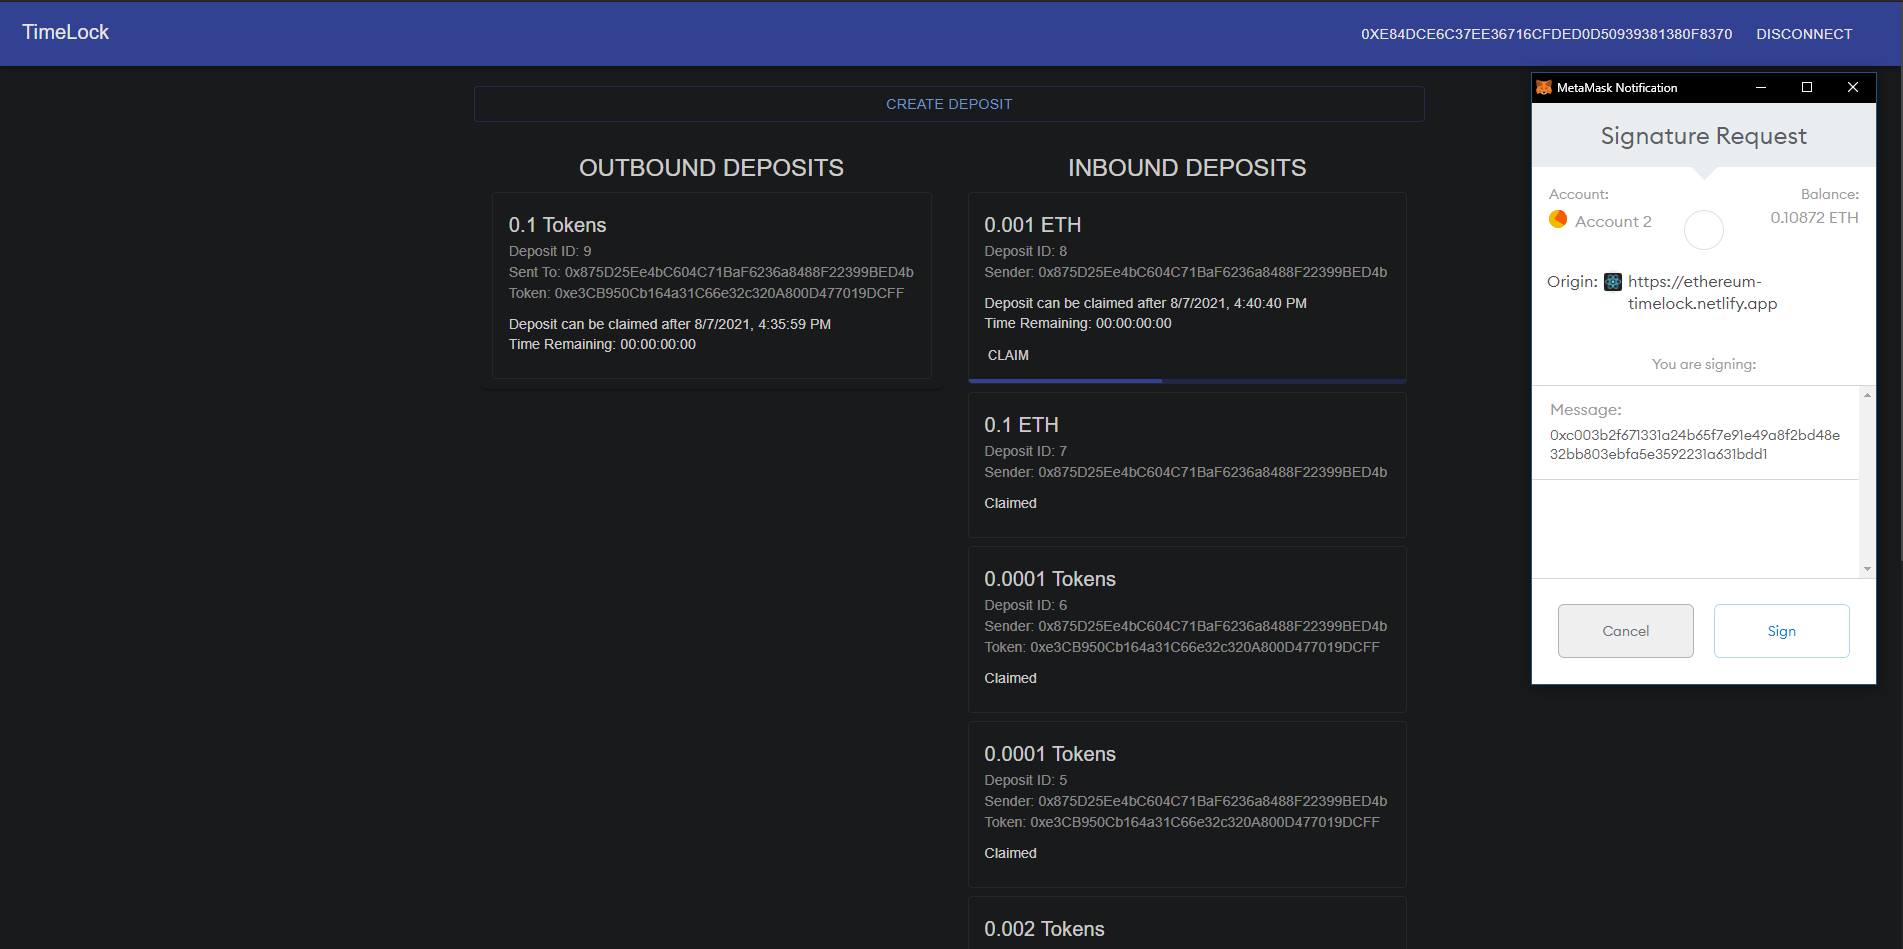 TimeLock
0XE84DCE6C37EE36716CFDED0D50939381380F8370 DISCONNECT
CREATE DEPOSIT
OUTBOUND DEPOSITS
0.1 Tokens
Deposit ID: 9
Sent To: 0x875D25Ee4bC604C71BaF6236a8488F22399BED4b
Token: 0xe3CB950Cb164a31C66e32c320A800D477019DCFF
Deposit can be claimed after 8/7/2021, 4:35:59 PM
Time Remaining: 00:00:00:00
INBOUND DEPOSITS
0.001 ETH
Deposit ID: 8
Sender: 0x875D25Ee4bC604C71BaF6236a8488F22399BED4b
Deposit can be claimed after 8/7/2021, 4:40:40 PM
Time Remaining: 00:00:00:00
CLAIM
0.1 ETH
Deposit ID: 7
Sender: 0x875D25Ee4bC604C71BaF6236a8488F22399BED4b
Claimed
0.0001 Tokens
Deposit ID: 6
Sender: 0x875D25Ee4bC604C71BaF6236a8488F22399BED4b
Token: 0xe3CB950Cb164a31C66e32c320A800D477019DCFF
Claimed
0.0001 Tokens
Deposit ID: 5
Sender: 0x875D25Ee4bC604C71BaF6236a8488F22399BED4b
Token: 0xe3CB950Cb164a31C66e32c320A800D477019DCFF
Claimed
0.002 Tokens
MetaMask Notification
Signature Request
Account: Balance:
Account 2 0.10872 ETH
Origin: https://ethereum-
timelock.netlify.app
You are signing:
Message:
0xc003b2f671331a24b65f7e91e49a8f2bd48e
32bb803ebfa5e3592231a631bdd1
Cancel Sign